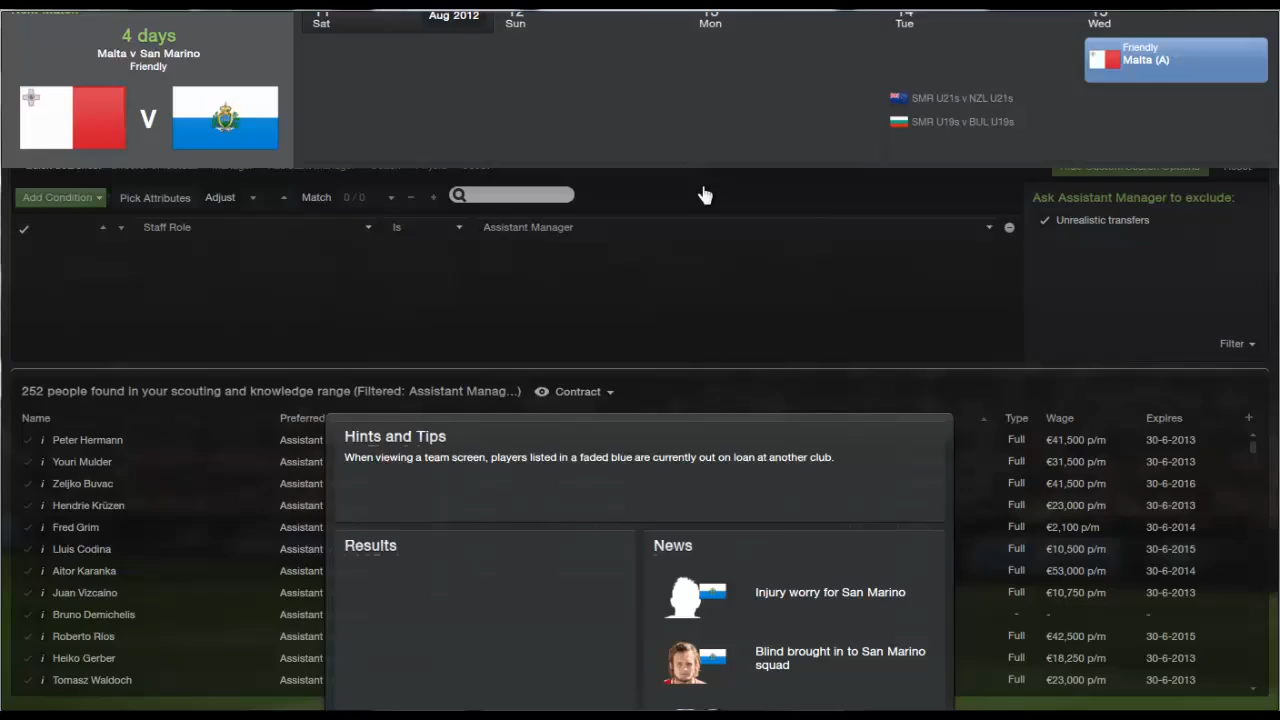 4 days
Malta v San Marino
Friendly
V
Aug 2012
Sat
Sun
Mon
Tue
Wed
Friendly
Malta (A)
SMR U21s v NZL U21s
SMR U19s v BUL U19s
Add Condition
Pick Attributes
Adjust
Match
0 / 0
Staff Role
Is
Assistant Manager
Ask Assistant Manager to exclude:
Unrealistic transfers
Filter
252 people found in your scouting and knowledge range (Filtered: Assistant Manag...)
Contract
Name
Preferred
Type
Wage
Expires
Peter Hermann Assistant Full €41,500 p/m 30-6-2013
Youri Mulder Assistant Full €31,500 p/m 30-6-2013
Zeljko Buvac Assistant Full €41,500 p/m 30-6-2016
Hendrie Krüzen Assistant Full €23,000 p/m 30-6-2013
Fred Grim Assistant Full €2,100 p/m 30-6-2014
Lluis Codina Assistant Full €10,500 p/m 30-6-2015
Aitor Karanka Assistant Full €53,000 p/m 30-6-2014
Juan Vizcaino Assistant Full €10,750 p/m 30-6-2013
Bruno Demichelis Assistant - - -
Roberto Ríos Assistant Full €42,500 p/m 30-6-2015
Heiko Gerber Assistant Full €18,250 p/m 30-6-2013
Tomasz Waldoch Assistant Full €23,000 p/m 30-6-2013
Hints and Tips
When viewing a team screen, players listed in a faded blue are currently out on loan at another club.
Results
News
Injury worry for San Marino
Blind brought in to San Marino
squad